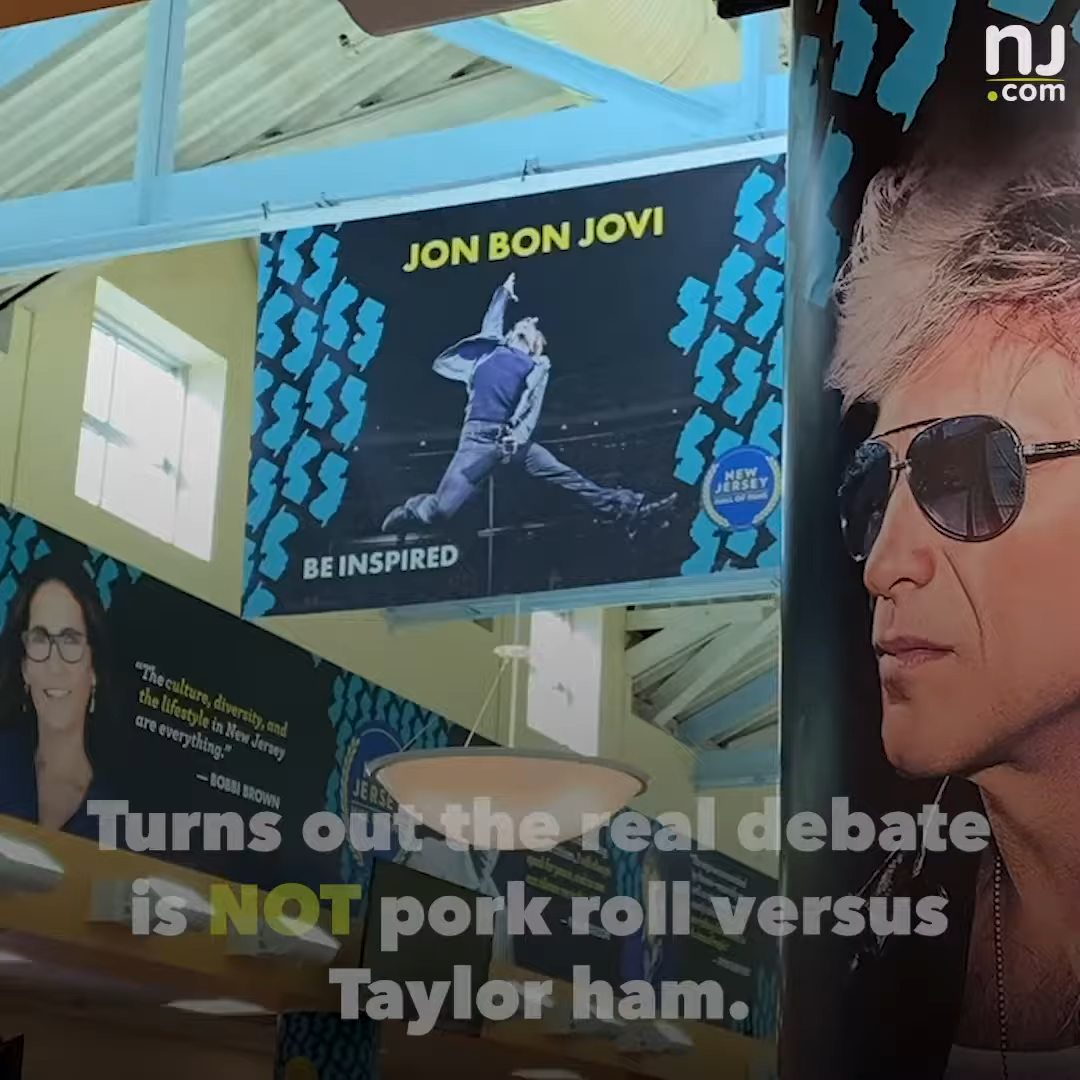 nj
.com
JON BON JOVI
NEW
JERSEY
HALL OF FAME
BE INSPIRED
“The culture, diversity, and
the lifestyle in New Jersey
are everything.”
— BOBBI BROWN
JERSEY
Turns out the real debate
is NOT pork roll versus
Taylor ham.